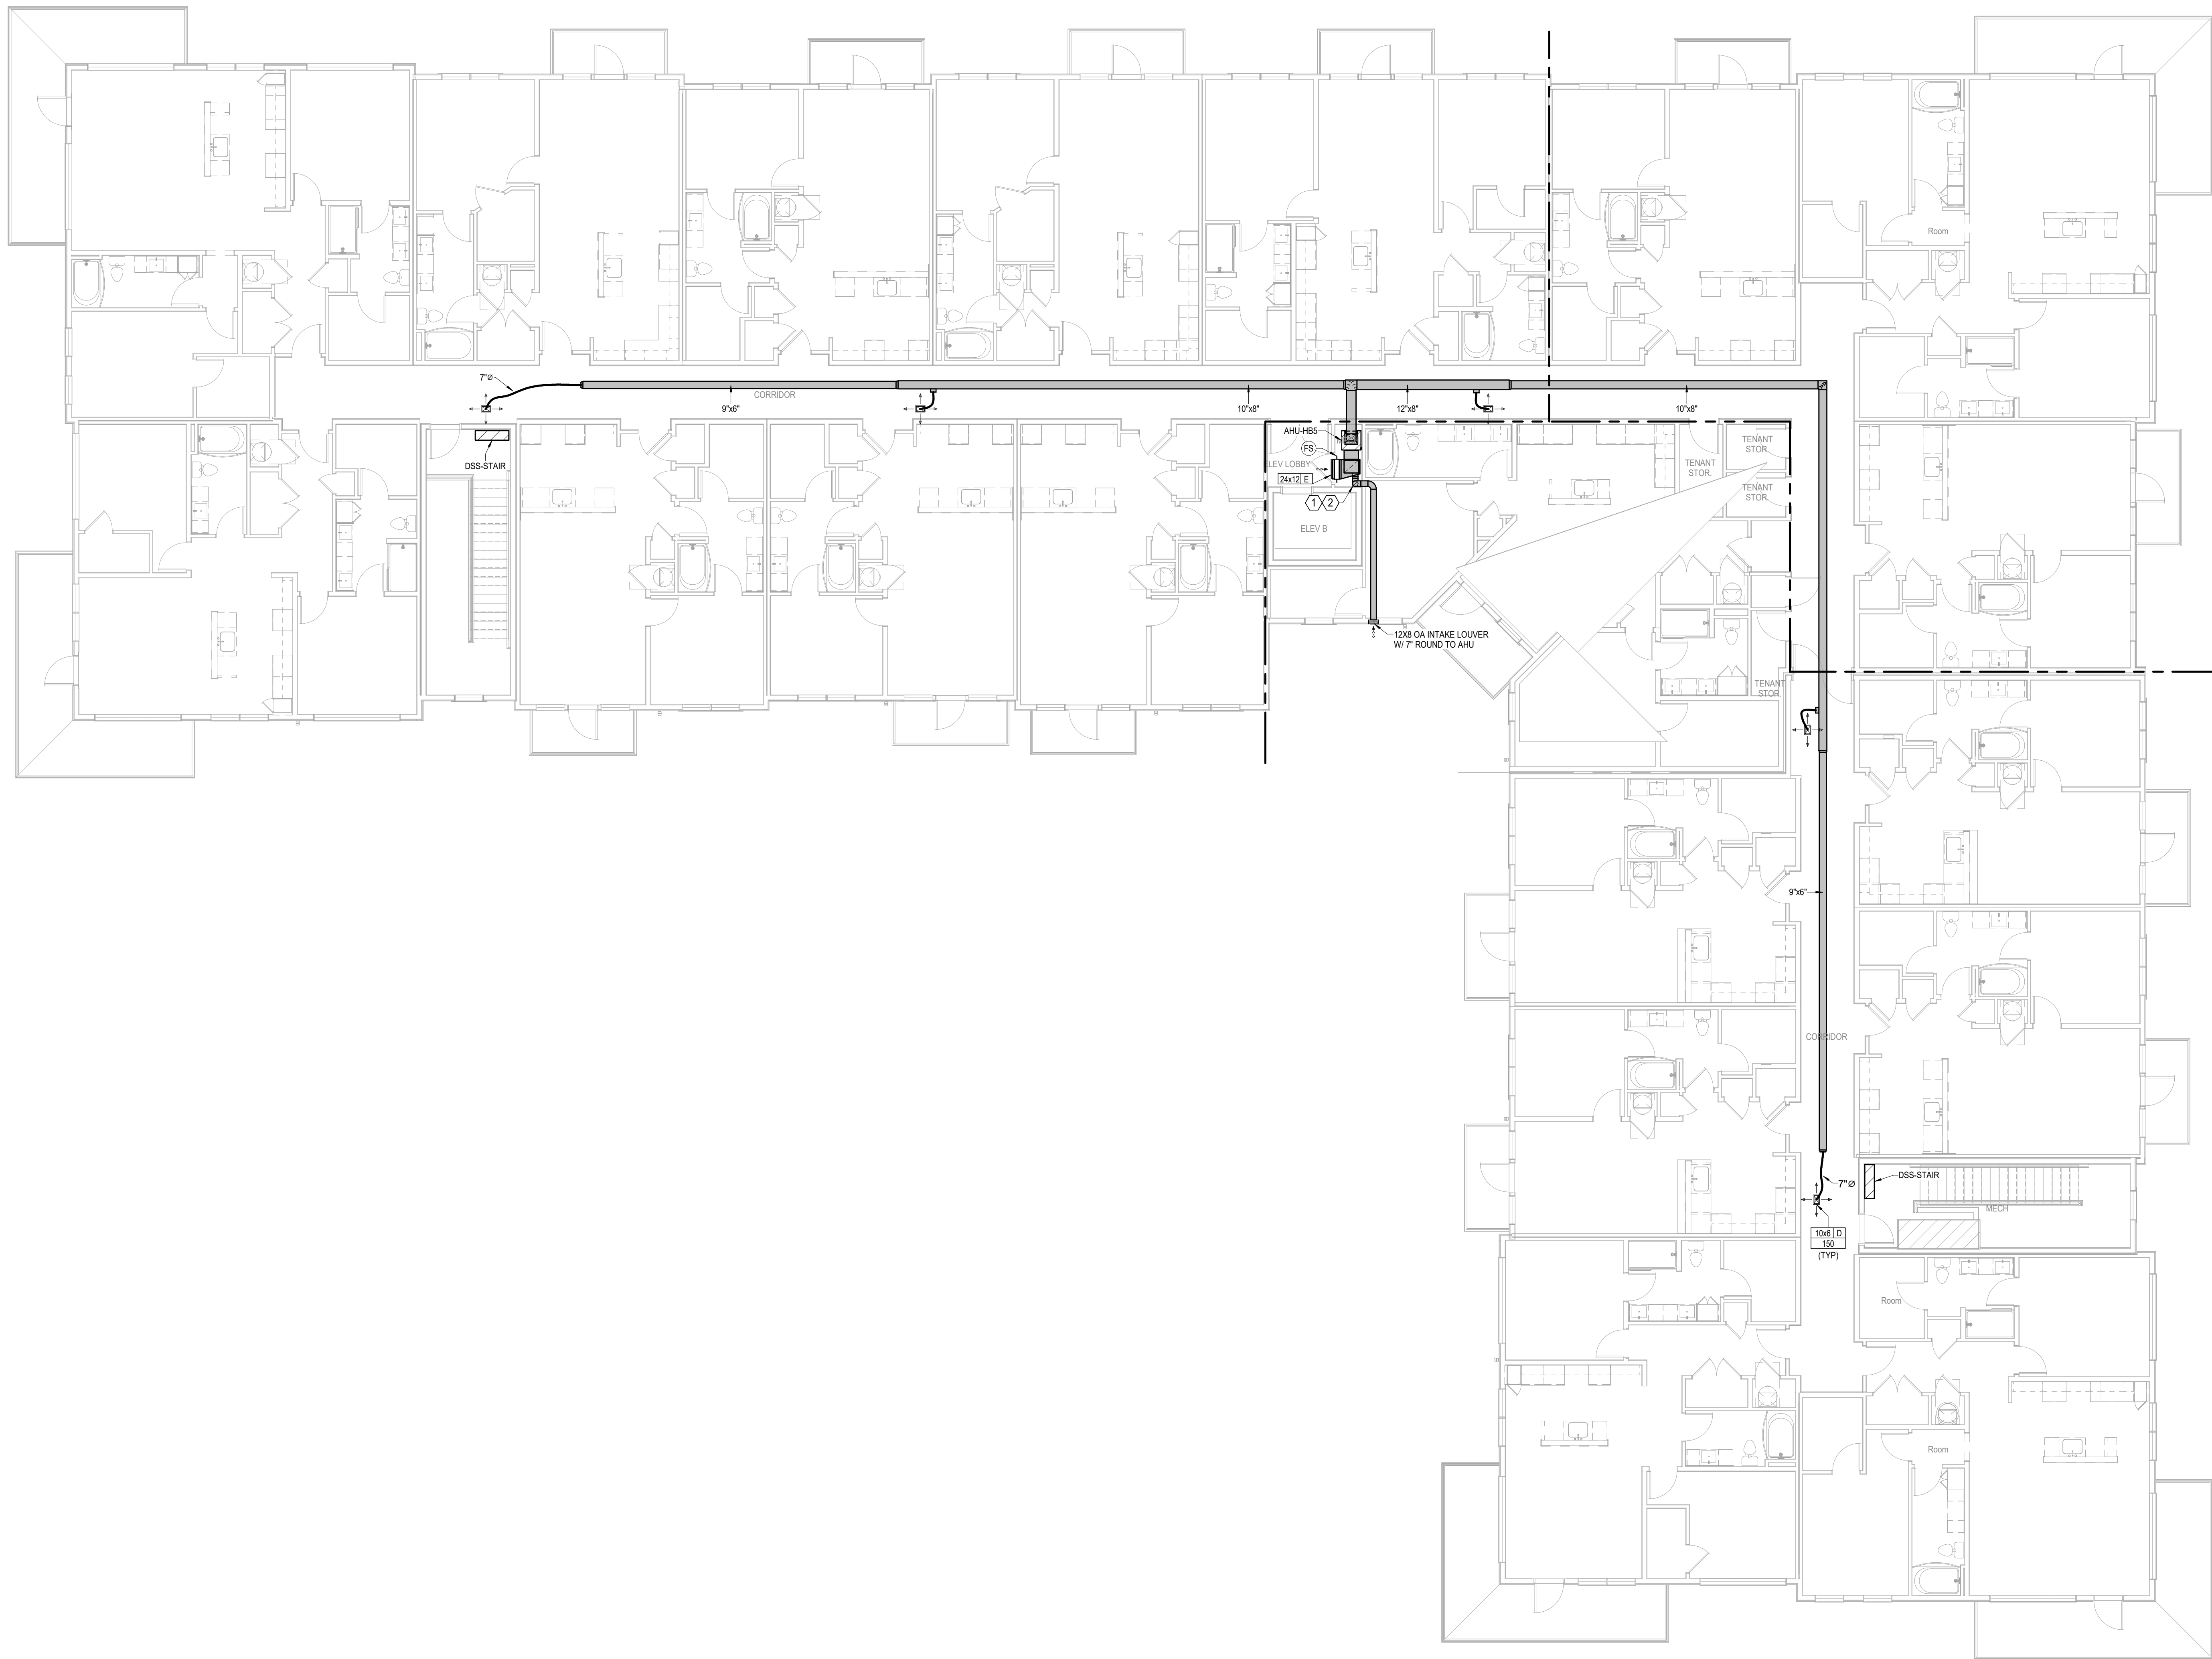 Room
7"Ø
CORRIDOR
9"x6"
10"x8"
12"x8"
10"x8"
AHU-HB5
FS
ELEV LOBBY
24x12 E
1 2
ELEV B
DSS-STAIR
TENANT
STOR.
TENANT
STOR.
TENANT
STOR.
12X8 OA INTAKE LOUVER
W/ 7" ROUND TO AHU
TENANT
STOR.
9"x6"
CORRIDOR
7"Ø
DSS-STAIR
MECH
10x6 D
150
(TYP)
Room
Room